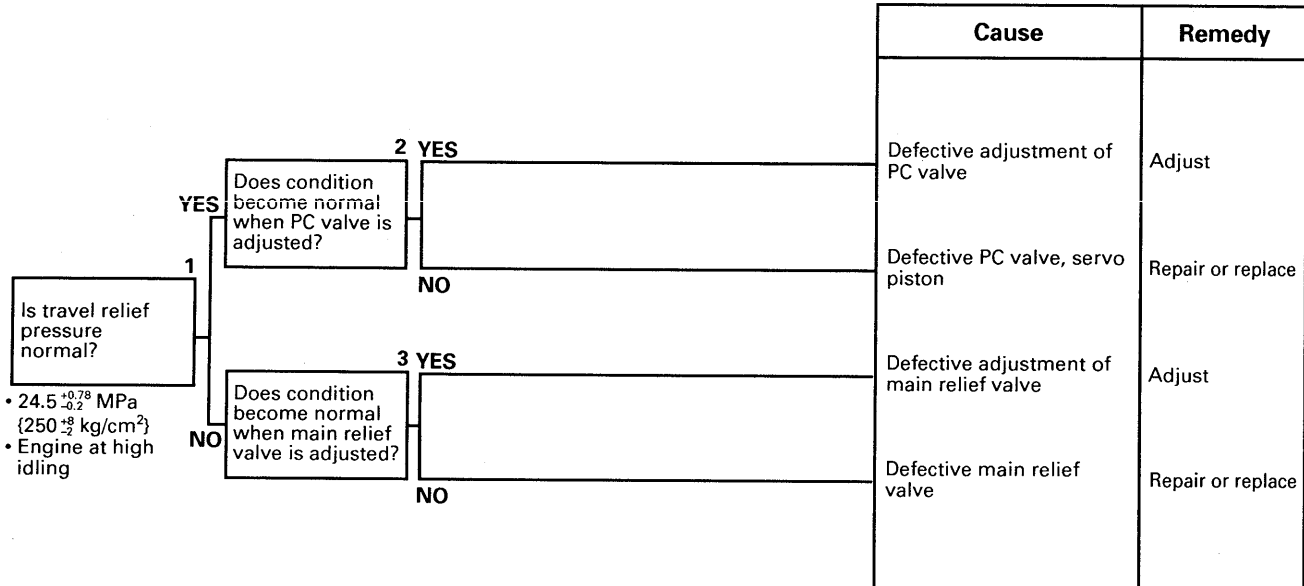 Cause
Remedy
2 YES
Does condition
become normal
when PC valve is
adjusted?
Defective adjustment of
PC valve
Adjust
YES
1
NO
Defective PC valve, servo
piston
Repair or replace
Is travel relief
pressure
normal?
• 24.5 +0.78 -0.2 MPa
{250 +8 -2 kg/cm²}
• Engine at high
idling
3 YES
Does condition
become normal
when main relief
valve is adjusted?
Defective adjustment of
main relief valve
Adjust
NO
NO
Defective main relief
valve
Repair or replace